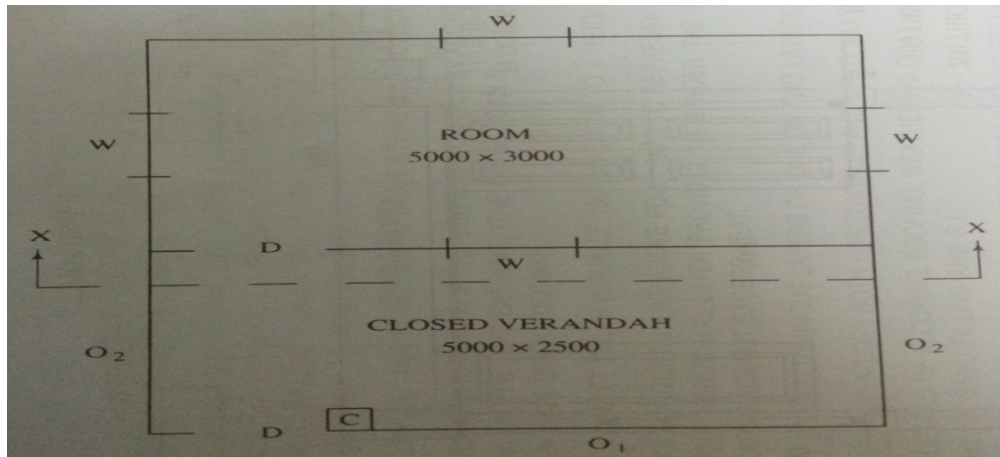 W
W
ROOM
5000 × 3000
W
X
D
W
X
CLOSED VERANDAH
5000 × 2500
O₂
O₂
D
C
O₁